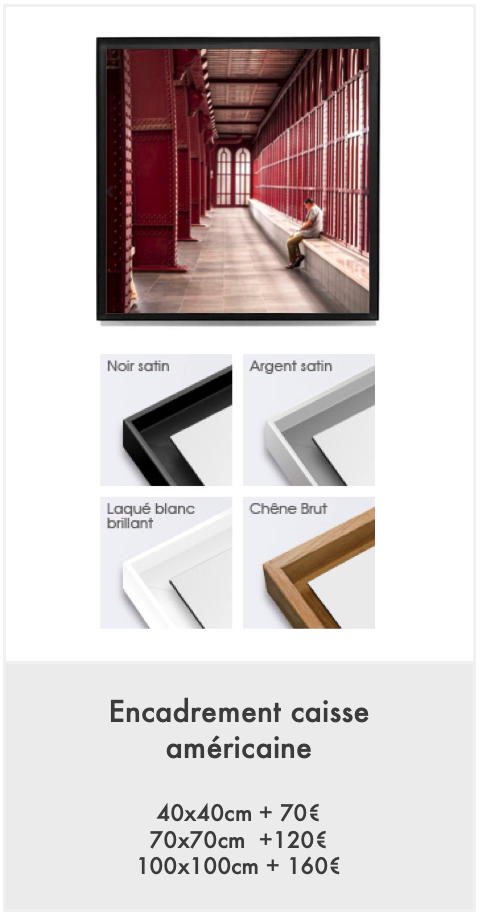 Noir satin
Argent satin
Laqué blanc
brillant
Chêne Brut
Encadrement caisse
américaine
40x40cm + 70€
70x70cm +120€
100x100cm + 160€